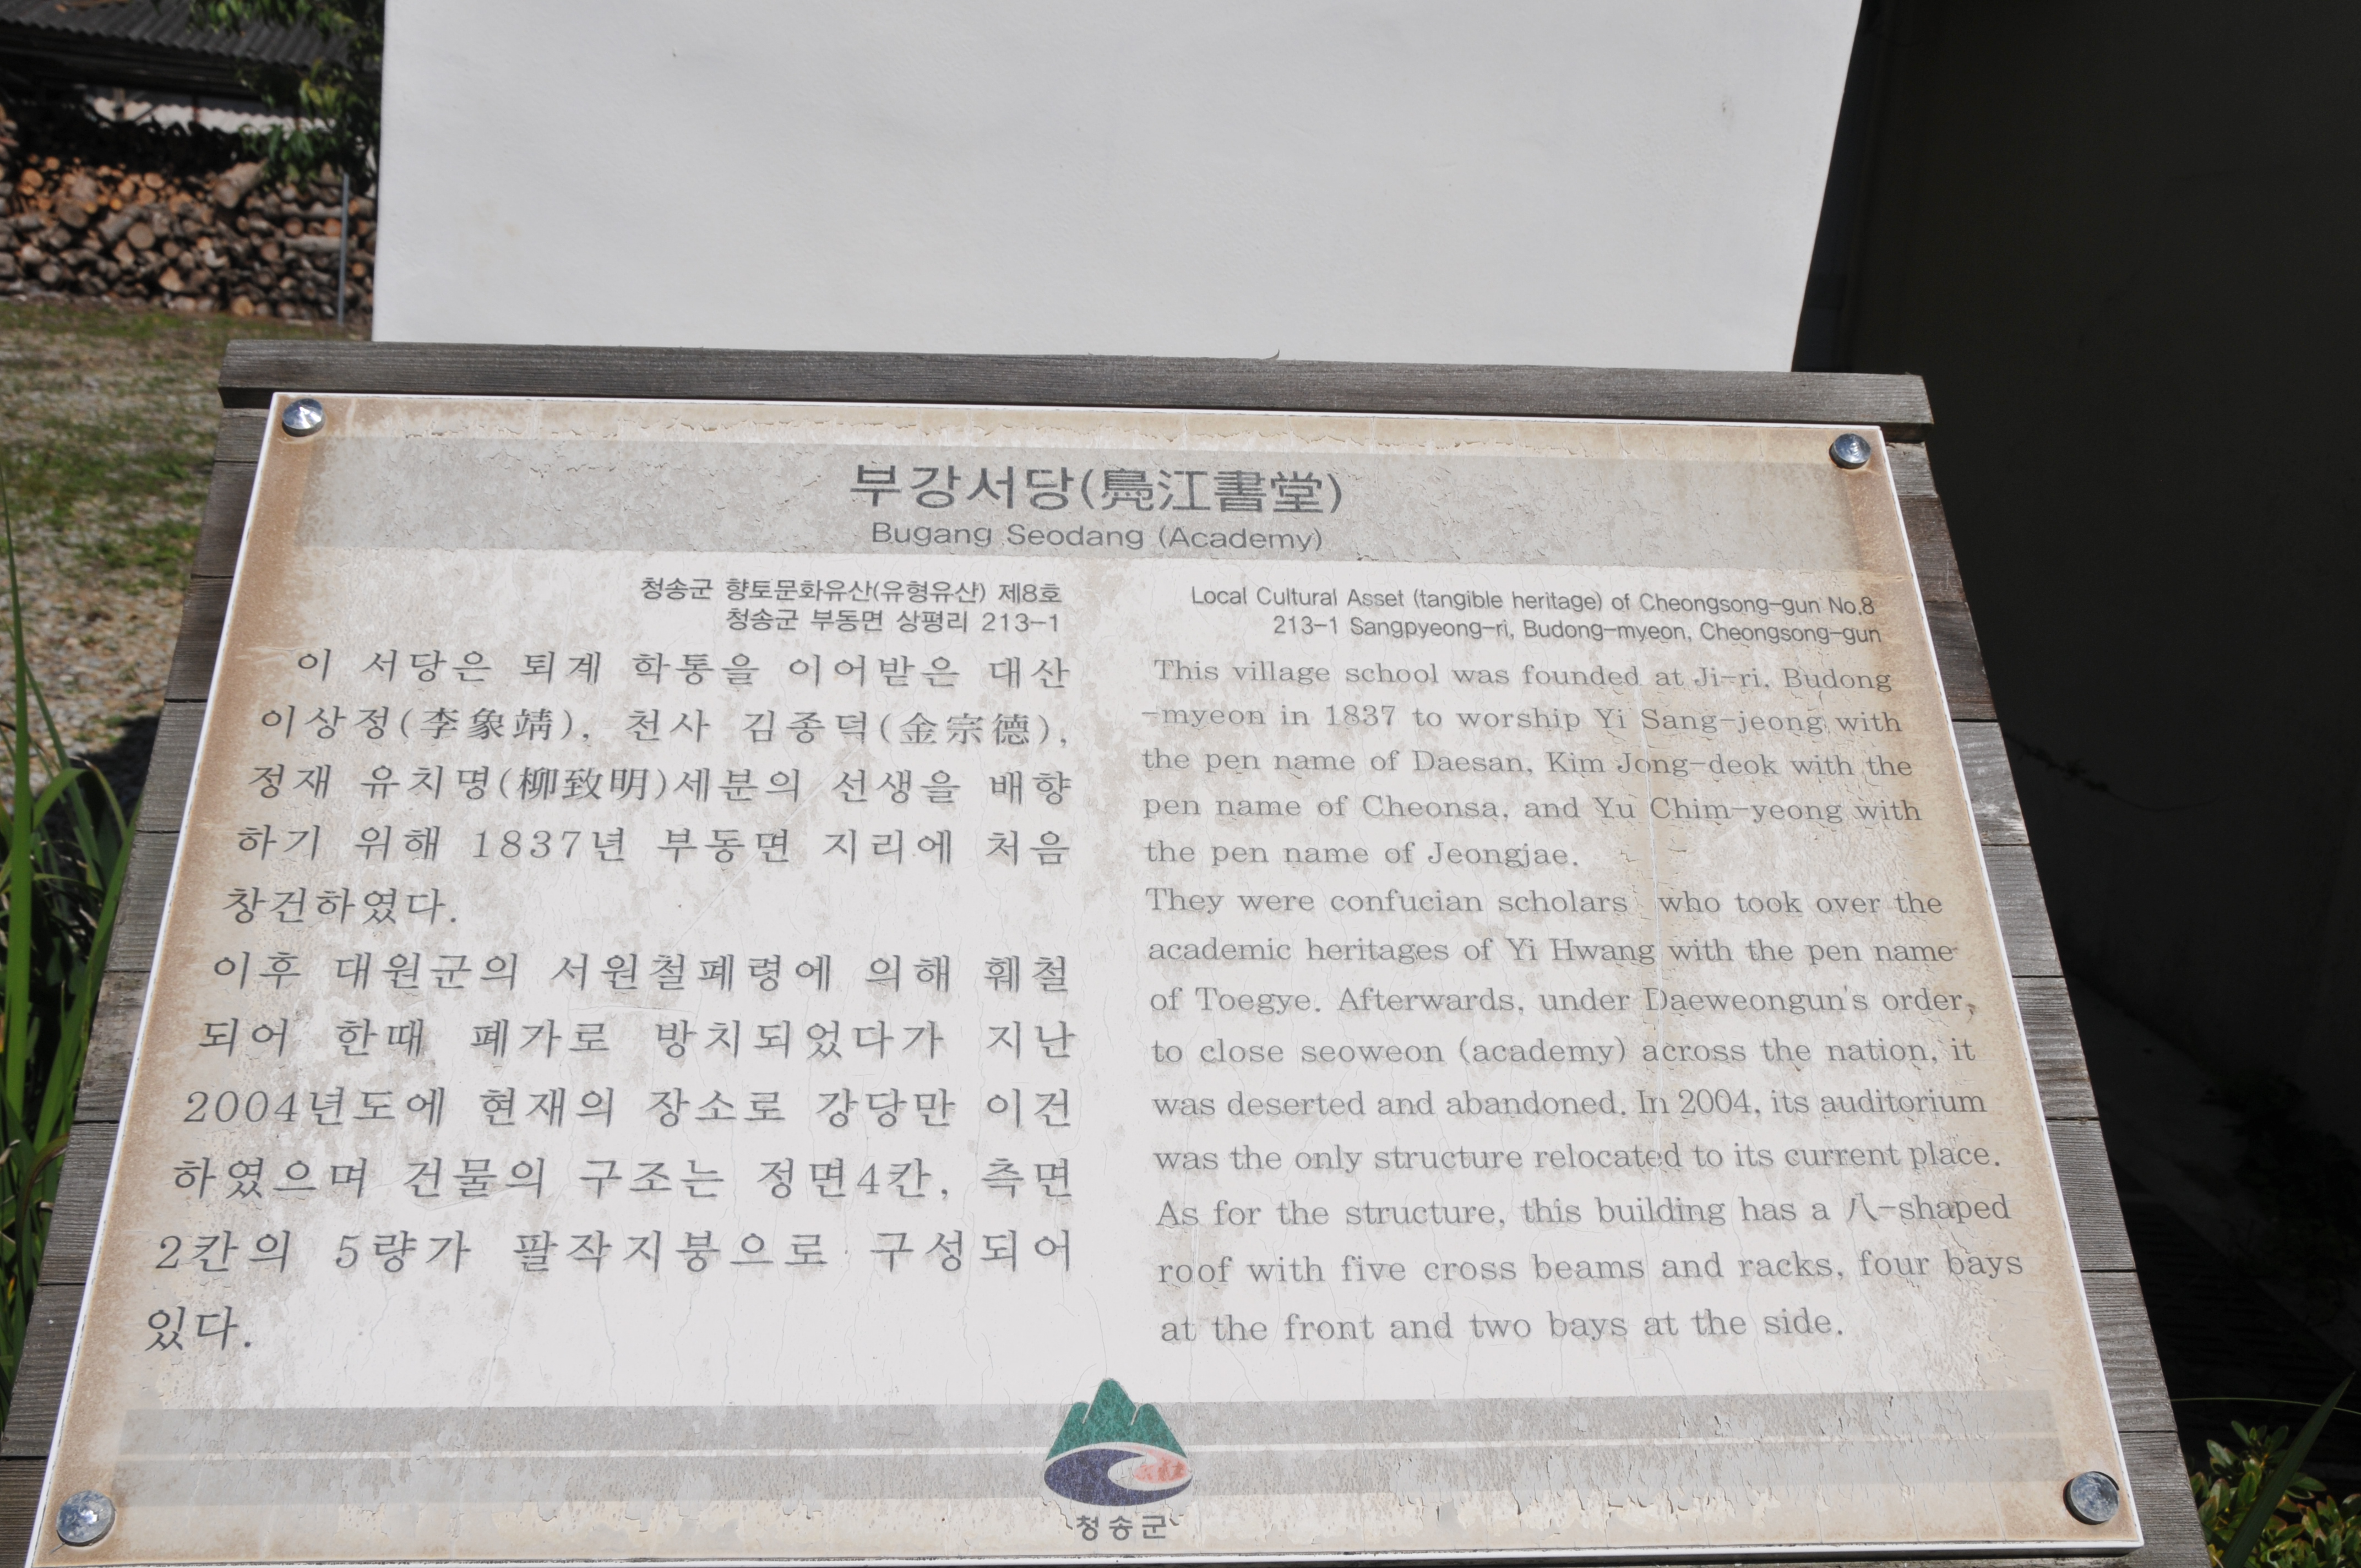 부강서당(鳧江書堂)
Bugang Seodang (Academy)
청송군 향토문화유산(유형유산) 제8호
청송군 부동면 상평리 213-1
이 서당은 퇴계 학통을 이어받은 대산
이상정(李象靖), 천사 김종덕(金宗德),
정재 유치명(柳致明)세분의 선생을 배향
하기 위해 1837년 부동면 지리에 처음
창건하였다.
이후 대원군의 서원철폐령에 의해 훼철
되어 한때 폐가로 방치되었다가 지난
2004년도에 현재의 장소로 강당만 이건
하였으며 건물의 구조는 정면4칸, 측면
2칸의 5량가 팔작지붕으로 구성되어
있다.
Local Cultural Asset (tangible heritage) of Cheongsong-gun No.8
213-1 Sangpyeong-ri, Budong-myeon, Cheongsong-gun
This village school was founded at Ji-ri, Budong
-myeon in 1837 to worship Yi Sang-jeong with
the pen name of Daesan, Kim Jong-deok with the
pen name of Cheonsa, and Yu Chim-yeong with
the pen name of Jeongjae.
They were confucian scholars who took over the
academic heritages of Yi Hwang with the pen name
of Toegye. Afterwards, under Daeweongun's order,
to close seoweon (academy) across the nation, it
was deserted and abandoned. In 2004, its auditorium
was the only structure relocated to its current place.
As for the structure, this building has a 八-shaped
roof with five cross beams and racks, four bays
at the front and two bays at the side.
청송군